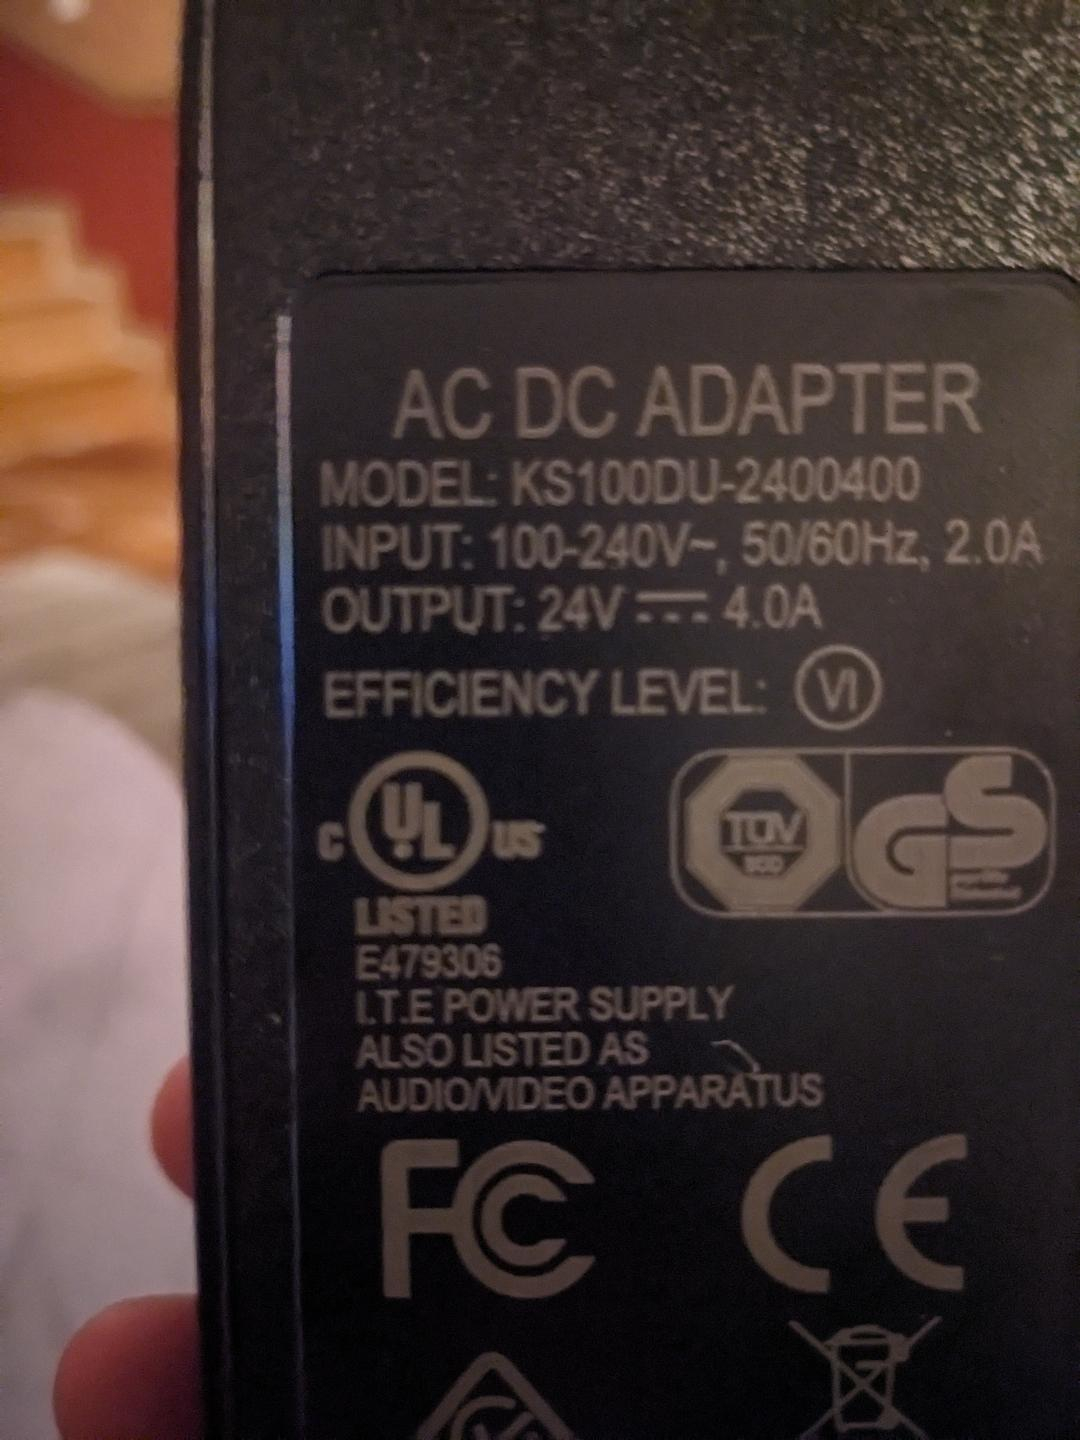 AC DC ADAPTER
MODEL: KS100DU-2400400
INPUT: 100-240V~, 50/60Hz, 2.0A
OUTPUT: 24V ⎓ 4.0A
EFFICIENCY LEVEL: VI
C UL US
LISTED
TÜV
SÜD
GS
E479306
I.T.E POWER SUPPLY
ALSO LISTED AS
AUDIO/VIDEO APPARATUS
FC CE